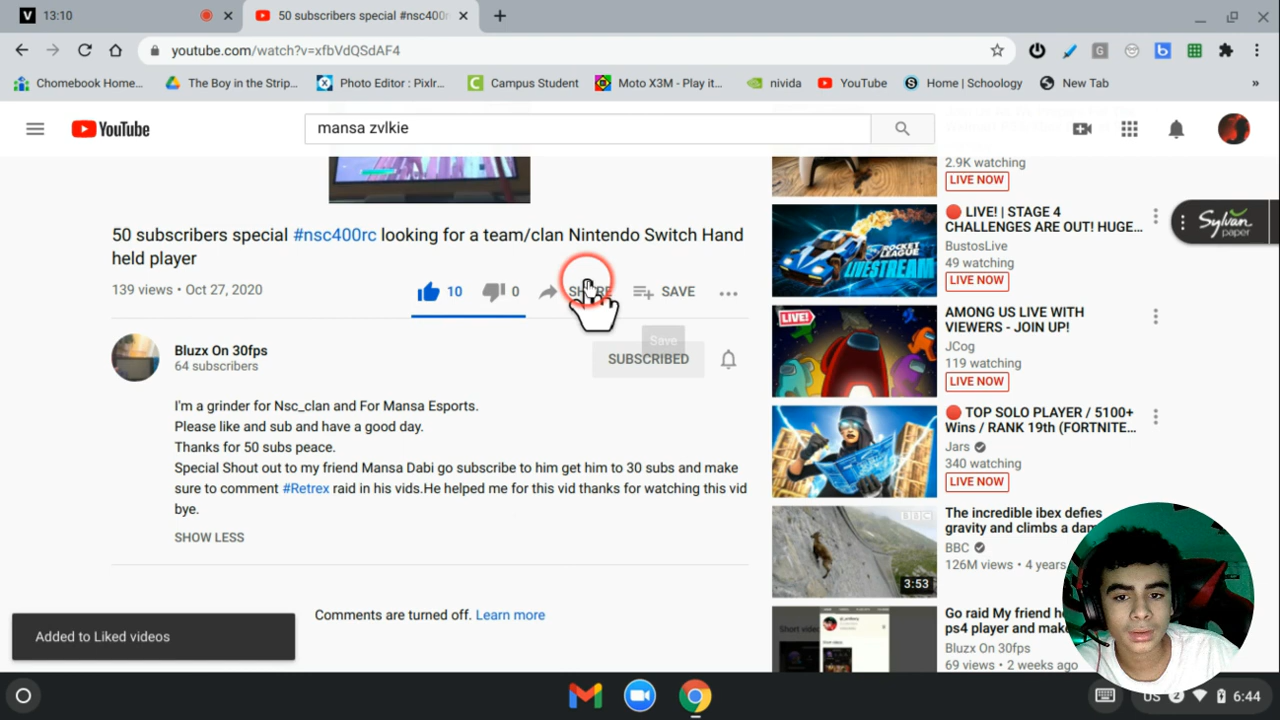 V 13:10
50 subscribers special #nsc400r
youtube.com/watch?v=xfbVdQSdAF4
G
b
Chomebook Home...
The Boy in the Strip...
Photo Editor : Pixlr...
Campus Student
Moto X3M - Play it...
nivida
YouTube
Home | Schoology
New Tab
»
YouTube
mansa zvlkie
50 subscribers special #nsc400rc looking for a team/clan Nintendo Switch Hand
held player
139 views • Oct 27, 2020
10
0
SHARE
SAVE
Save
Bluzx On 30fps
64 subscribers
SUBSCRIBED
I'm a grinder for Nsc_clan and For Mansa Esports.
Please like and sub and have a good day.
Thanks for 50 subs peace.
Special Shout out to my friend Mansa Dabi go subscribe to him get him to 30 subs and make
sure to comment #Retrex raid in his vids.He helped me for this vid thanks for watching this vid
bye.
SHOW LESS
Comments are turned off. Learn more
Added to Liked videos
2.9K watching
LIVE NOW
ROCKET LEAGUE
LIVESTREAM
LIVE! | STAGE 4
CHALLENGES ARE OUT! HUGE...
BustosLive
49 watching
LIVE NOW
LIVE!
AMONG US LIVE WITH
VIEWERS - JOIN UP!
JCog
119 watching
LIVE NOW
TOP SOLO PLAYER / 5100+
Wins / RANK 19th (FORTNITE...
Jars
340 watching
LIVE NOW
BBC
3:53
The incredible ibex defies
gravity and climbs a dam
BBC
126M views • 4 years
Go raid My friend he
ps4 player and make
Bluzx On 30fps
69 views • 2 weeks ago
Sylvan
paper
US
2
6:44